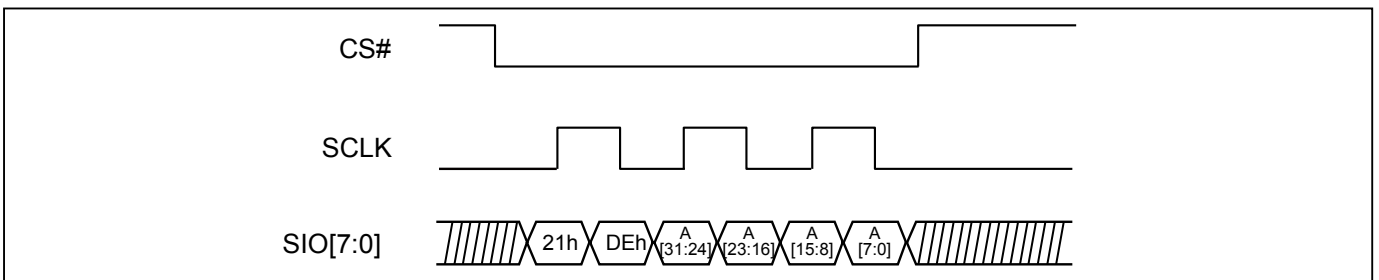 CS#
SCLK
SIO[7:0]
21h
DEh
A
[31:24]
A
[23:16]
A
[15:8]
A
[7:0]